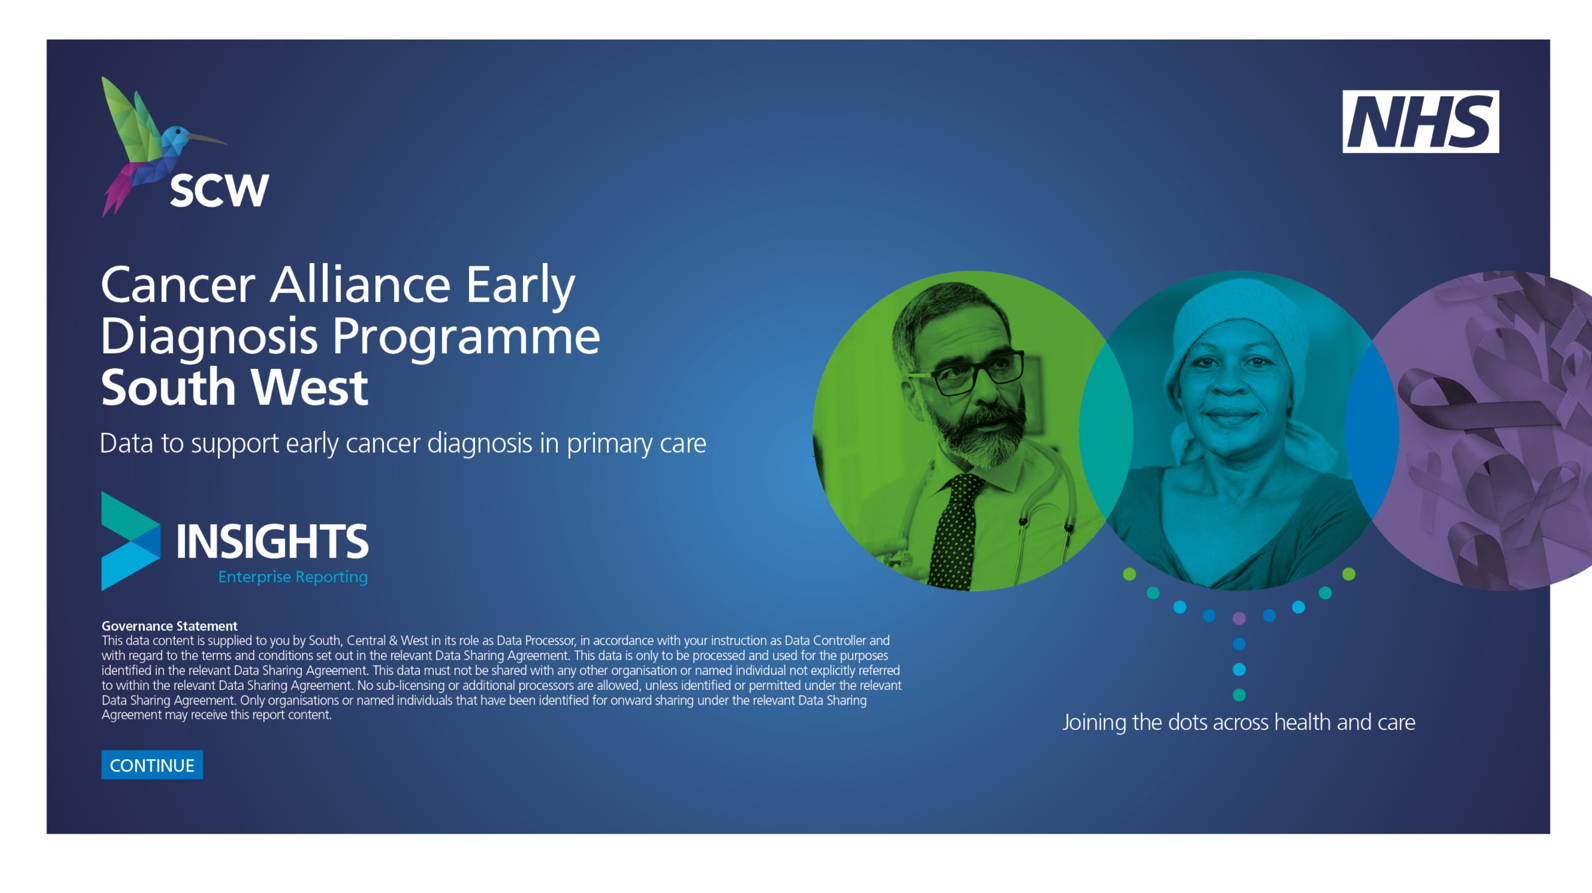 SCW
NHS
Cancer Alliance Early
Diagnosis Programme
South West
Data to support early cancer diagnosis in primary care
INSIGHTS
Enterprise Reporting
Governance Statement
This data content is supplied to you by South, Central & West in its role as Data Processor, in accordance with your instruction as Data Controller and
with regard to the terms and conditions set out in the relevant Data Sharing Agreement. This data is only to be processed and used for the purposes
identified in the relevant Data Sharing Agreement. This data must not be shared with any other organisation or named individual not explicitly referred
to within the relevant Data Sharing Agreement. No sub-licensing or additional processors are allowed, unless identified or permitted under the relevant
Data Sharing Agreement. Only organisations or named individuals that have been identified for onward sharing under the relevant Data Sharing
Agreement may receive this report content.
Joining the dots across health and care
CONTINUE